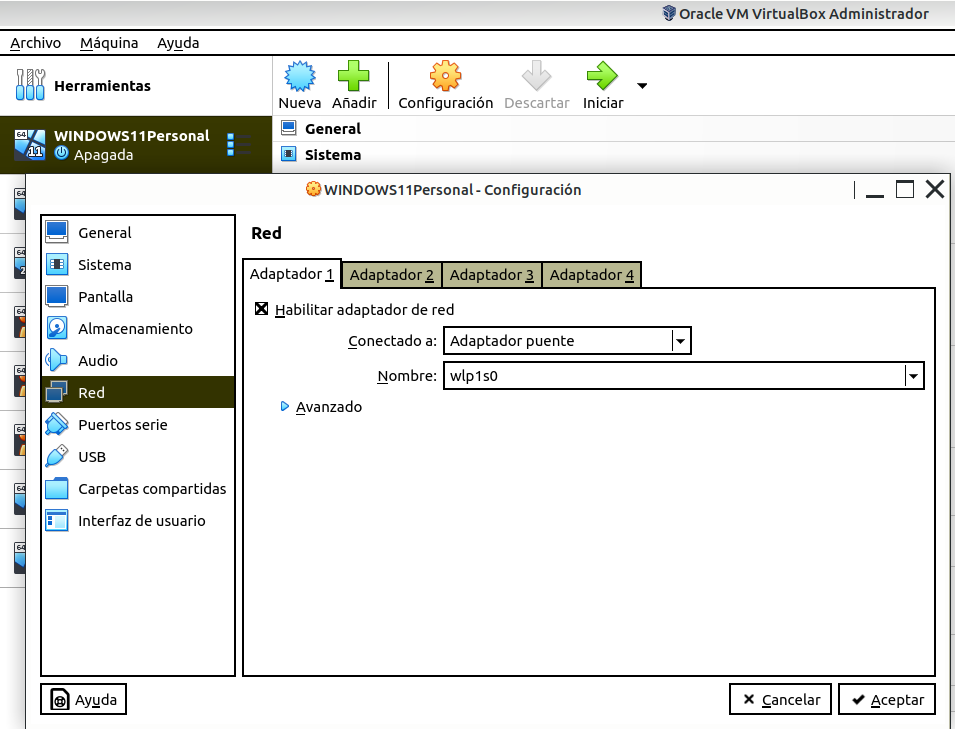 Oracle VM VirtualBox Administrador
Archivo Máquina Ayuda
Herramientas
Nueva Añadir Configuración Descartar Iniciar
WINDOWS11Personal
Apagada
General
Sistema
WINDOWS11Personal - Configuración
General
Sistema
Pantalla
Almacenamiento
Audio
Red
Puertos serie
USB
Carpetas compartidas
Interfaz de usuario
Red
Adaptador 1 Adaptador 2 Adaptador 3 Adaptador 4
Habilitar adaptador de red
Conectado a: Adaptador puente
Nombre: wlp1s0
Avanzado
Ayuda Cancelar Aceptar